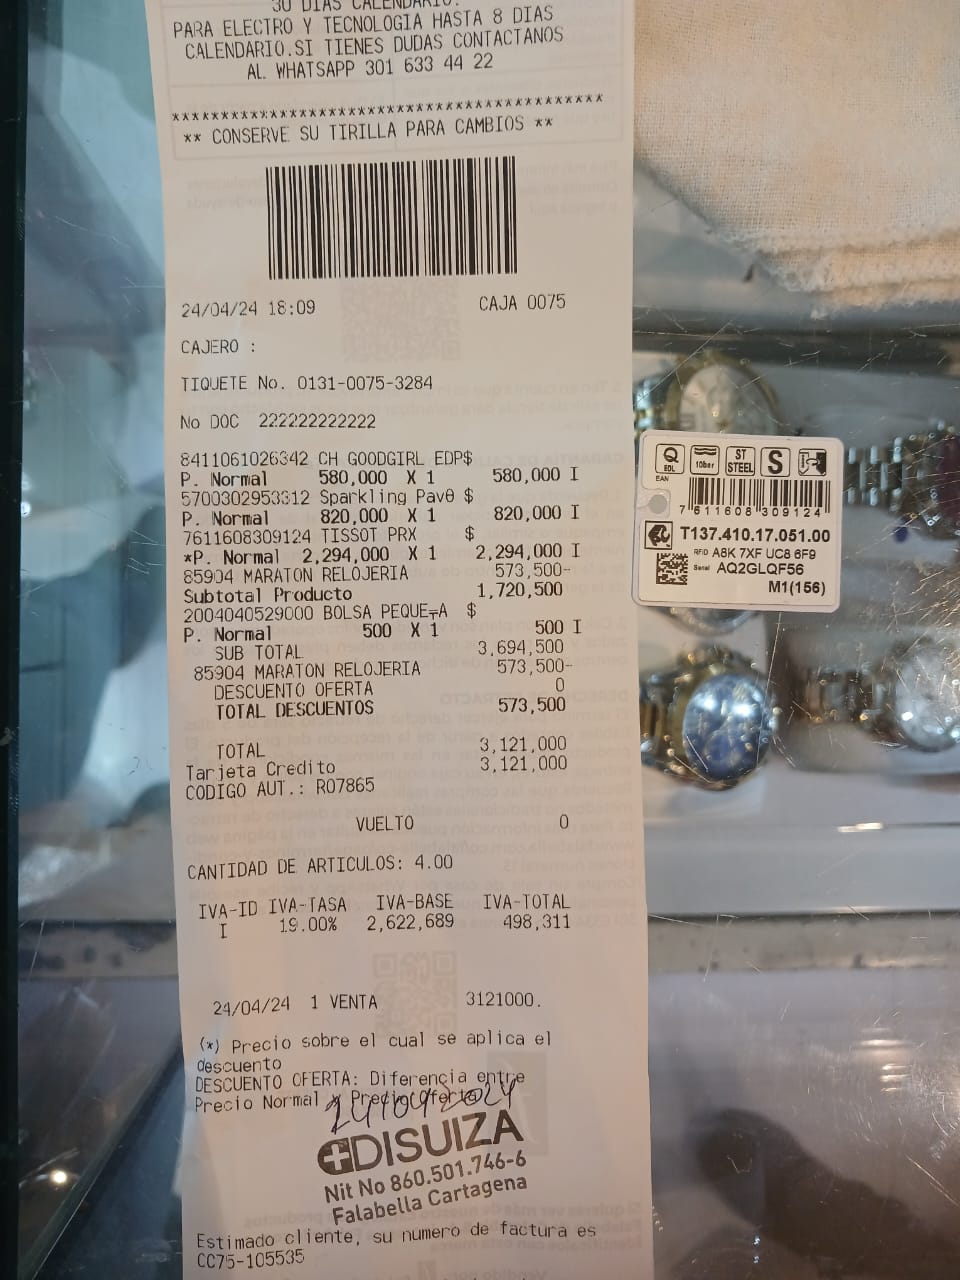 30 DIAS CALENDARIO.
PARA ELECTRO Y TECNOLOGIA HASTA 8 DIAS
CALENDARIO.SI TIENES DUDAS CONTACTANOS
AL WHATSAPP 301 633 44 22
*****************************************
** CONSERVE SU TIRILLA PARA CAMBIOS **
24/04/24 18:09 CAJA 0075
CAJERO :
TIQUETE No. 0131-0075-3284
No DOC 222222222222
8411061026342 CH GOODGIRL EDP$
P. Normal 580,000 X 1 580,000 I
5700302953312 Sparkling Pavé $
P. Normal 820,000 X 1 820,000 I
7611608309124 TISSOT PRX $
*P. Normal 2,294,000 X 1 2,294,000 I
85904 MARATON RELOJERIA 573,500-
Subtotal Producto 1,720,500
2004040529000 BOLSA PEQUE¬A $
P. Normal 500 X 1 500 I
SUB TOTAL 3,694,500
85904 MARATON RELOJERIA 573,500-
DESCUENTO OFERTA 0
TOTAL DESCUENTOS 573,500
TOTAL 3,121,000
Tarjeta Credito 3,121,000
CODIGO AUT.: R07865
VUELTO 0
CANTIDAD DE ARTICULOS: 4.00
IVA-ID IVA-TASA IVA-BASE IVA-TOTAL
I 19.00% 2,622,689 498,311
24/04/24 1 VENTA 3121000.
(*) Precio sobre el cual se aplica el
descuento
DESCUENTO OFERTA: Diferencia entre
Precio Normal y Precio Oferta
24/04/2024
DISUIZA
Nit No 860.501.746-6
Falabella Cartagena
Estimado cliente, su numero de factura es
CC75-105535
Q EOL 10bar ST STEEL S
EAN
7 611608 309124
T137.410.17.051.00
RFID A8K 7XF UC8 6F9
Serial AQ2GLQF56
M1(156)